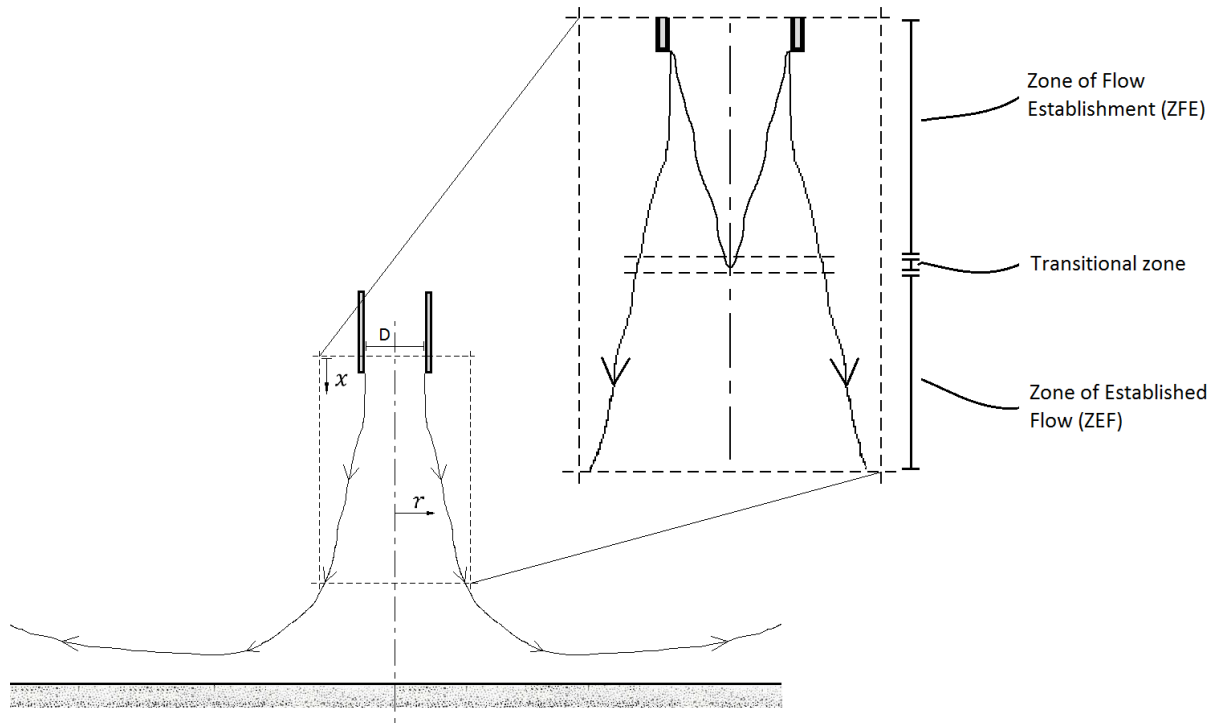 Zone of Flow
Establishment (ZFE)
Transitional zone
D
x
r
Zone of Established
Flow (ZEF)